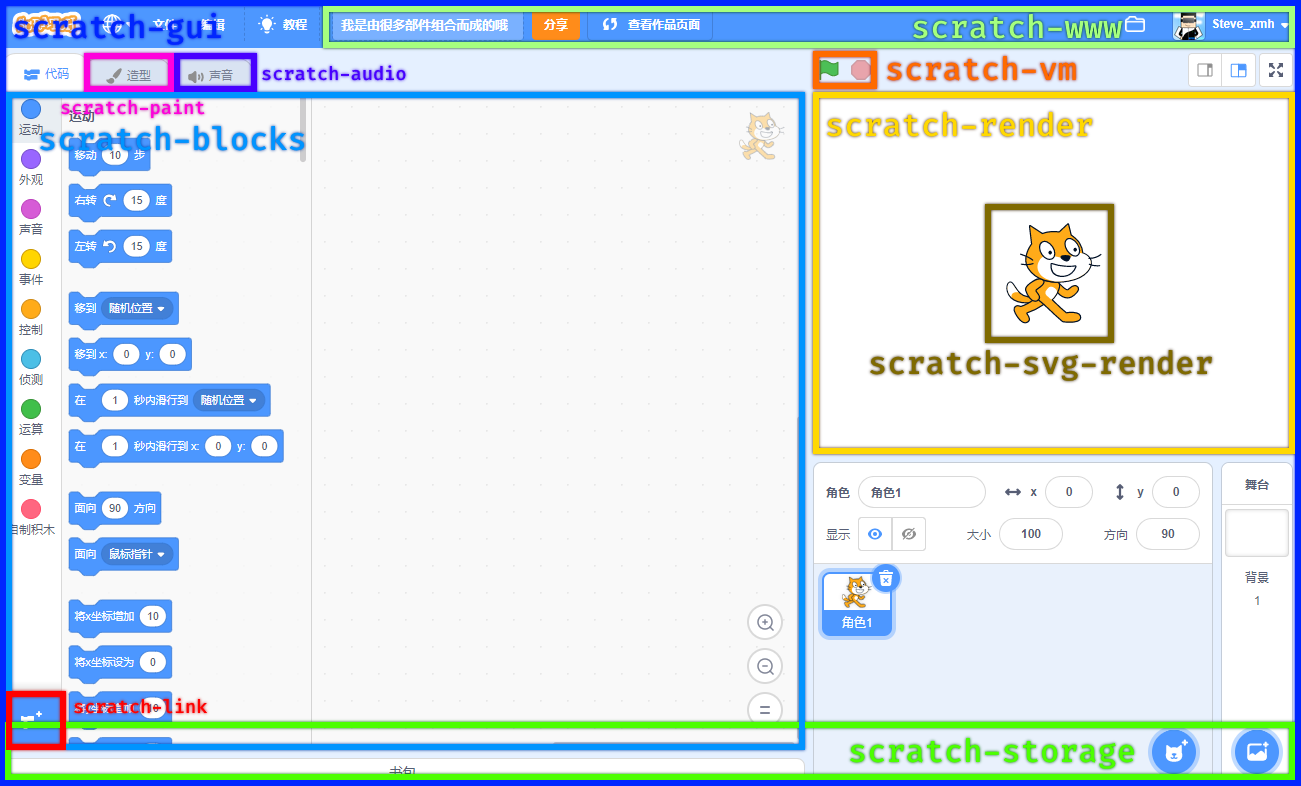 scratch-gui
教程
我是由很多部件组合而成的哦
分享
查看作品页面
scratch-www
Steve_xmh
代码
造型
声音
scratch-audio
scratch-vm
scratch-paint
运动
运动
scratch-blocks
scratch-render
移动 10 步
外观
右转 15 度
声音
左转 15 度
事件
移到 随机位置
控制
移到 x: 0 y: 0
侦测
在 1 秒内滑行到 随机位置
scratch-svg-render
运算
在 1 秒内滑行到 x: 0 y: 0
变量
面向 90 方向
自制积木
面向 鼠标指针
将x坐标增加 10
将x坐标设为 0
scratch-link
角色 角色1 x 0 y 0
显示 大小 100 方向 90
角色1
舞台
背景
1
scratch-storage
书包